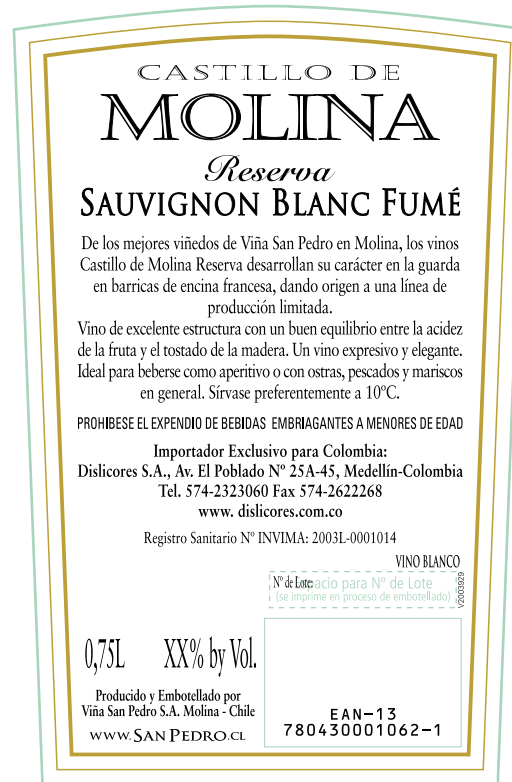 CASTILLO DE
MOLINA
Reserva
SAUVIGNON BLANC FUMÉ
De los mejores viñedos de Viña San Pedro en Molina, los vinos
Castillo de Molina Reserva desarrollan su carácter en la guarda
en barricas de encina francesa, dando origen a una línea de
producción limitada.
Vino de excelente estructura con un buen equilibrio entre la acidez
de la fruta y el tostado de la madera. Un vino expresivo y elegante.
Ideal para beberse como aperitivo o con ostras, pescados y mariscos
en general. Sírvase preferentemente a 10ºC.
PROHIBESE EL EXPENDIO DE BEBIDAS EMBRIAGANTES A MENORES DE EDAD
Importador Exclusivo para Colombia:
Dislicores S.A., Av. El Poblado Nº 25A-45, Medellín-Colombia
Tel. 574-2323060 Fax 574-2622268
www. dislicores.com.co
Registro Sanitario Nº INVIMA: 2003L-0001014
VINO BLANCO
Nº de Lote: acio para Nº de Lote
(se imprime en proceso de embotellado)
V2003929
0,75L XX% by Vol.
Producido y Embotellado por
Viña San Pedro S.A. Molina - Chile
WWW.SAN PEDRO.CL
EAN-13
780430001062-1